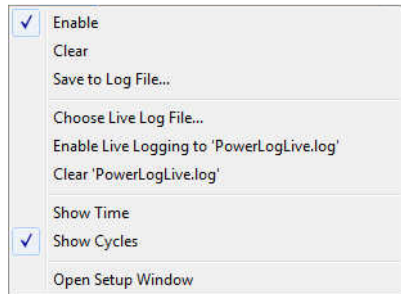 Enable
Clear
Save to Log File...
Choose Live Log File...
Enable Live Logging to 'PowerLogLive.log'
Clear 'PowerLogLive.log'
Show Time
Show Cycles
Open Setup Window